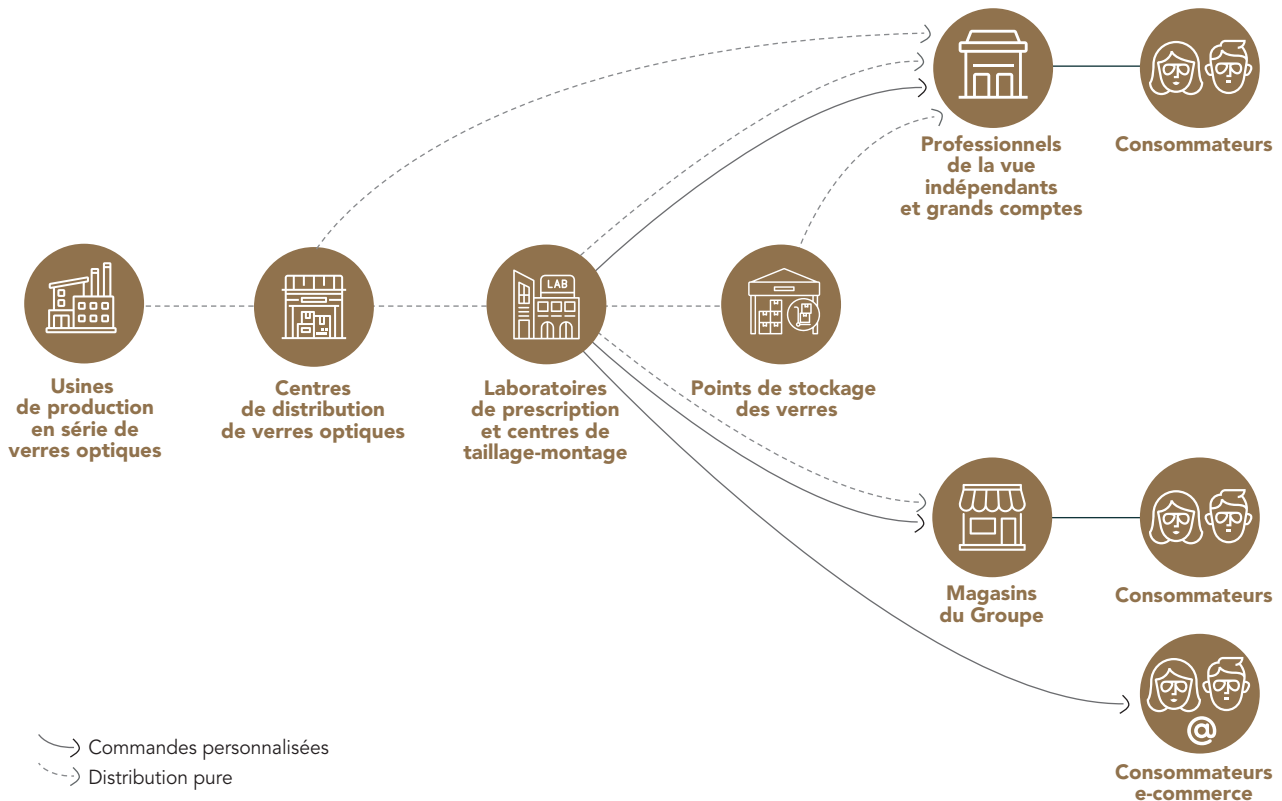 Professionnels
de la vue
indépendants
et grands comptes
Consommateurs
LAB
Usines
de production
en série de
verres optiques
Centres
de distribution
de verres optiques
Laboratoires
de prescription
et centres de
taillage-montage
Points de stockage
des verres
Magasins
du Groupe
Consommateurs
@
Consommateurs
e-commerce
Commandes personnalisées
Distribution pure